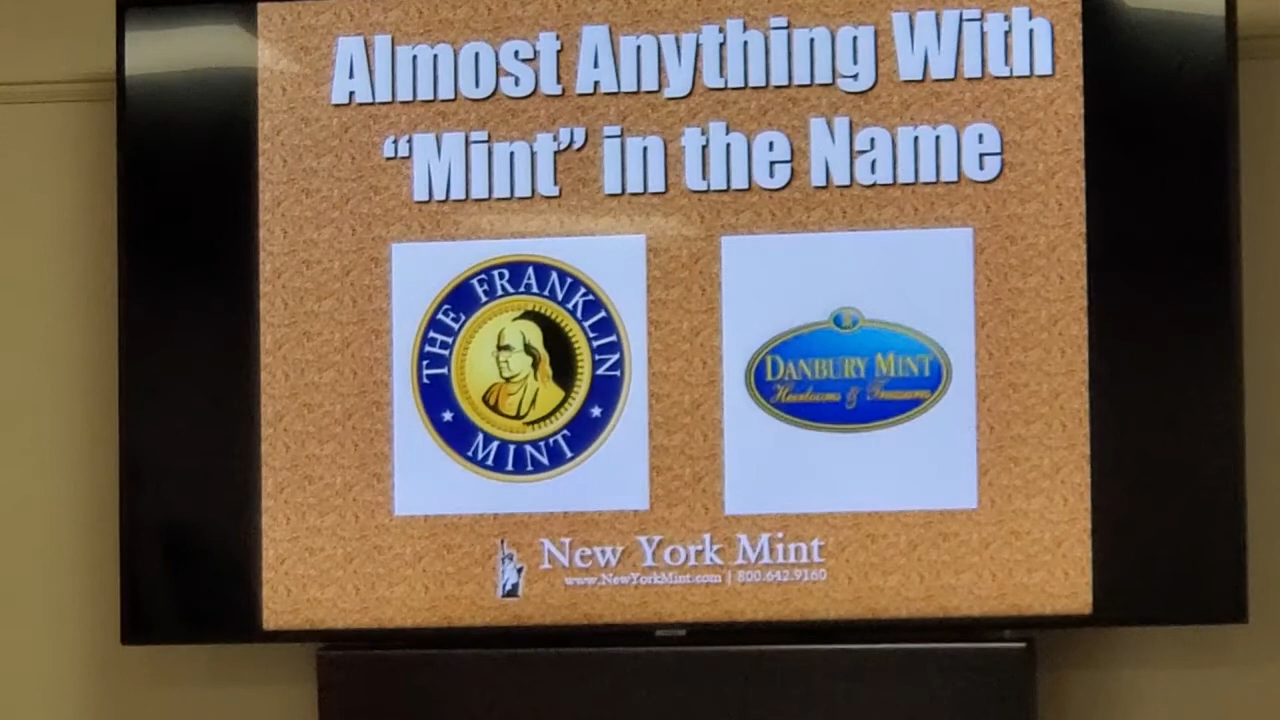 Almost Anything With
“Mint” in the Name
THE FRANKLIN
MINT
DANBURY MINT
Heirlooms & Treasures
New York Mint
www.NewYorkMint.com | 800.642.9160